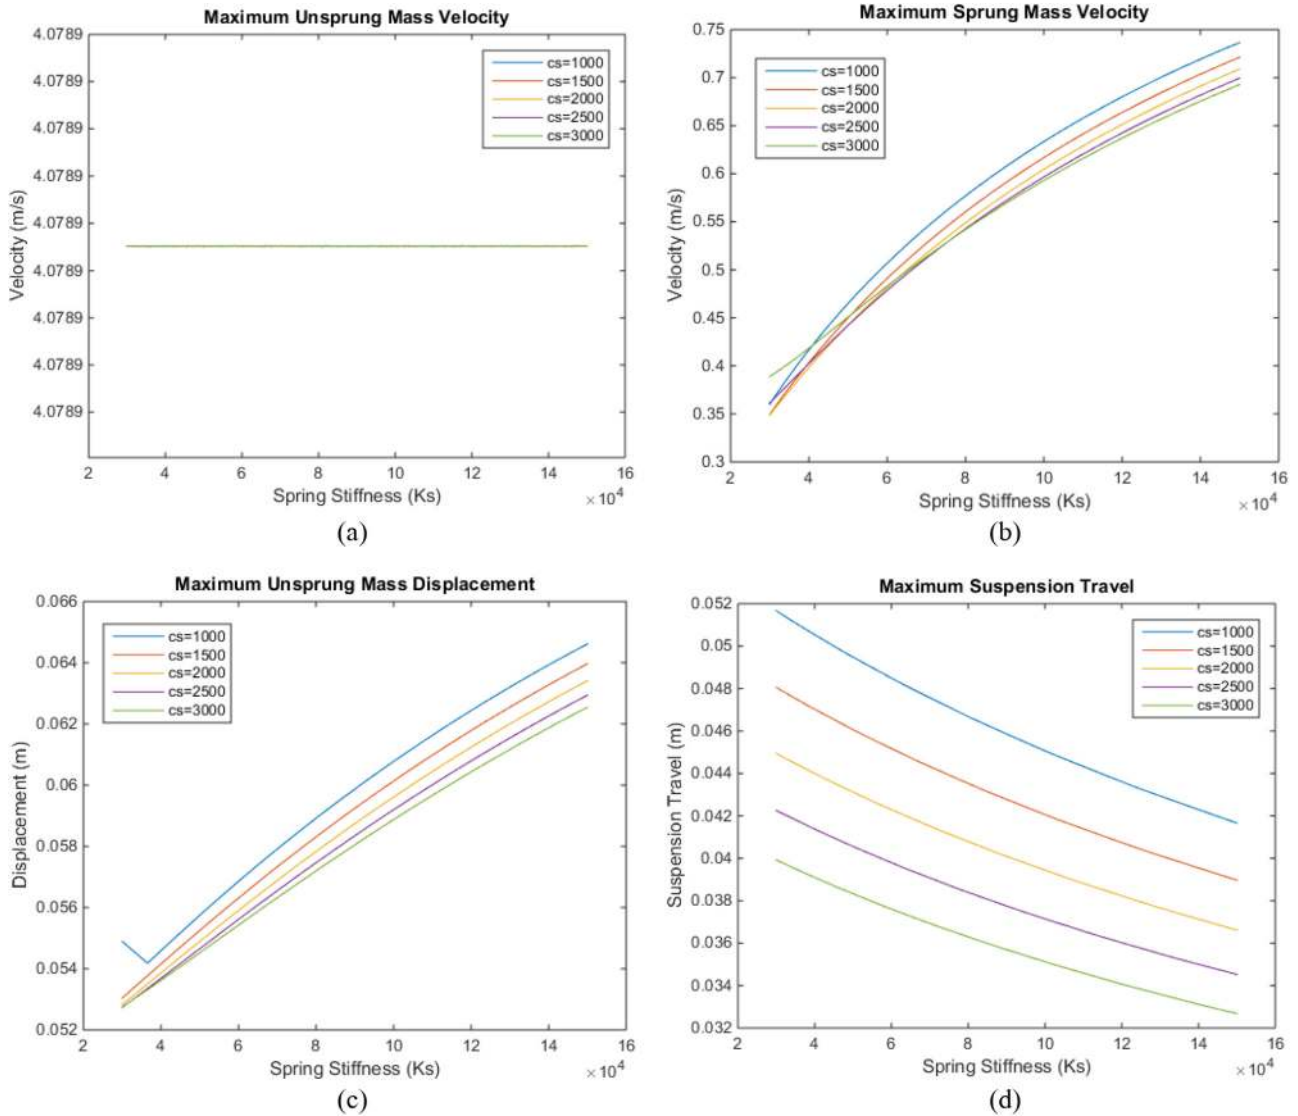 Maximum Unsprung Mass Velocity
4.0789
4.0789
4.0789
4.0789
4.0789
4.0789
4.0789
4.0789
4.0789
Velocity (m/s)
cs=1000
cs=1500
cs=2000
cs=2500
cs=3000
2 4 6 8 10 12 14 16
Spring Stiffness (Ks)
×10^4
(a)
Maximum Sprung Mass Velocity
0.75
0.7
0.65
0.6
0.55
0.5
0.45
0.4
0.35
0.3
Velocity (m/s)
cs=1000
cs=1500
cs=2000
cs=2500
cs=3000
2 4 6 8 10 12 14 16
Spring Stiffness (Ks)
×10^4
(b)
Maximum Unsprung Mass Displacement
0.066
0.064
0.062
0.06
0.058
0.056
0.054
0.052
Displacement (m)
cs=1000
cs=1500
cs=2000
cs=2500
cs=3000
2 4 6 8 10 12 14 16
Spring Stiffness (Ks)
×10^4
(c)
Maximum Suspension Travel
0.052
0.05
0.048
0.046
0.044
0.042
0.04
0.038
0.036
0.034
0.032
Suspension Travel (m)
cs=1000
cs=1500
cs=2000
cs=2500
cs=3000
2 4 6 8 10 12 14 16
Spring Stiffness (Ks)
×10^4
(d)